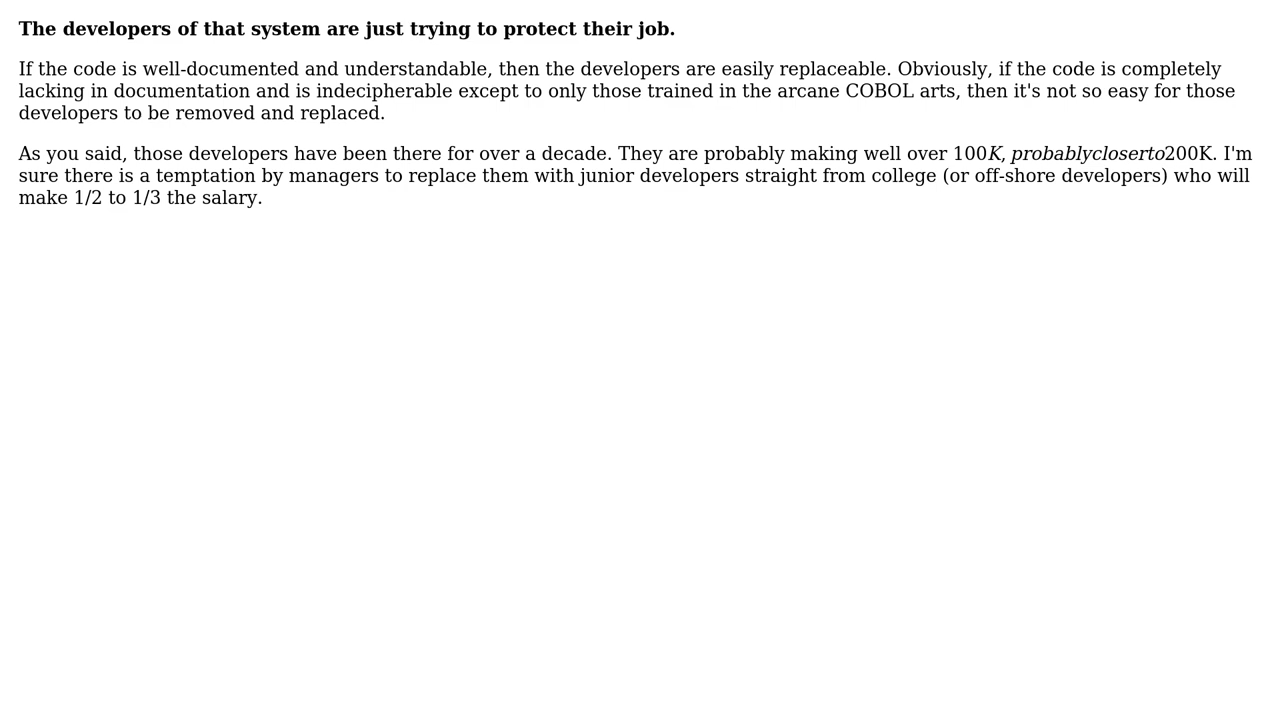 The developers of that system are just trying to protect their job.
If the code is well-documented and understandable, then the developers are easily replaceable. Obviously, if the code is completely
lacking in documentation and is indecipherable except to only those trained in the arcane COBOL arts, then it's not so easy for those
developers to be removed and replaced.
As you said, those developers have been there for over a decade. They are probably making well over 100K, probablycloserto200K. I'm
sure there is a temptation by managers to replace them with junior developers straight from college (or off-shore developers) who will
make 1/2 to 1/3 the salary.